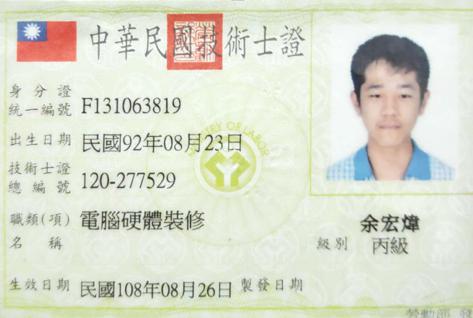 中華民國技術士證
身分證
統一編號 F131063819
出生日期 民國92年08月23日
技術士證
總編號 120-277529
職類(項)
名稱 電腦硬體裝修
余宏煒
級別 丙級
生效日期 民國108年08月26日 製發日期
勞動部